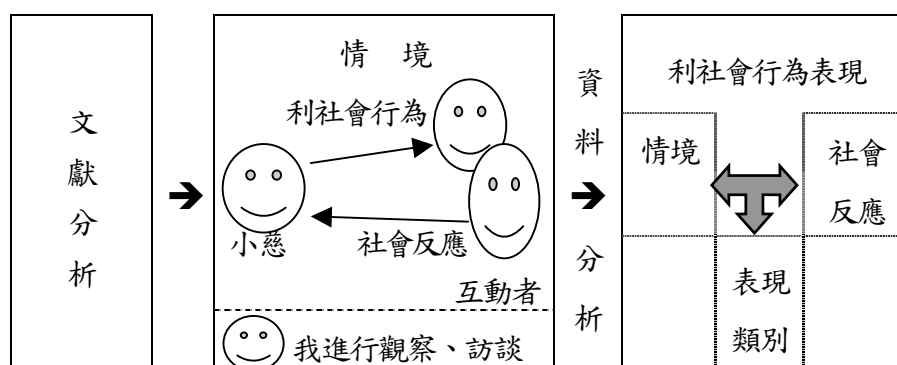 文獻分析
情 境
利社會行為
小慈
社會反應
互動者
我進行觀察、訪談
資料分析
利社會行為表現
情境
社會
反應
表現
類別